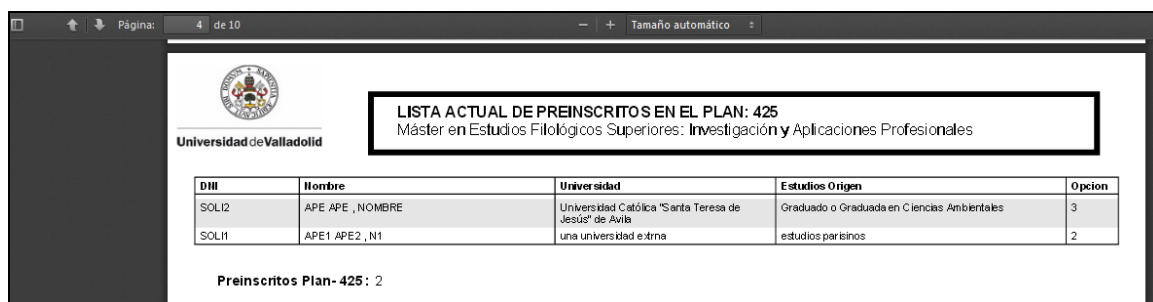 Página: 4 de 10 − + Tamaño automático
LISTA ACTUAL DE PREINSCRITOS EN EL PLAN: 425
Máster en Estudios Filológicos Superiores: Investigación y Aplicaciones Profesionales
Universidad de Valladolid
DNI Nombre Universidad Estudios Origen Opcion
SOLI2 APE APE , NOMBRE Universidad Católica "Santa Teresa de Graduado o Graduada en Ciencias Ambientales 3
Jesús" de Avila
SOLI1 APE1 APE2 , N1 una universidad extrna estudios parisinos 2
Preinscritos Plan- 425: 2